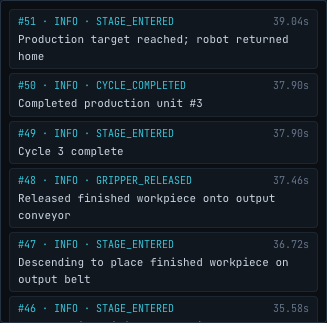 #51 · INFO · STAGE_ENTERED 39.04s
Production target reached; robot returned
home
#50 · INFO · CYCLE_COMPLETED 37.90s
Completed production unit #3
#49 · INFO · STAGE_ENTERED 37.90s
Cycle 3 complete
#48 · INFO · GRIPPER_RELEASED 37.46s
Released finished workpiece onto output
conveyor
#47 · INFO · STAGE_ENTERED 36.72s
Descending to place finished workpiece on
output belt
#46 · INFO · STAGE_ENTERED 35.58s